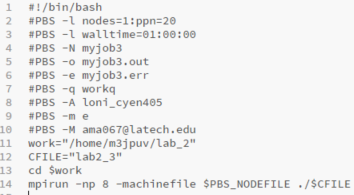 1 #!/bin/bash
2 #PBS -l nodes=1:ppn=20
3 #PBS -l walltime=01:00:00
4 #PBS -N myjob3
5 #PBS -o myjob3.out
6 #PBS -e myjob3.err
7 #PBS -q workq
8 #PBS -A loni_cyen405
9 #PBS -m e
10 #PBS -M ama067@latech.edu
11 work="/home/m3jpuv/lab_2"
12 CFILE="lab2_3"
13 cd $work
14 mpirun -np 8 -machinefile $PBS_NODEFILE ./$CFILE